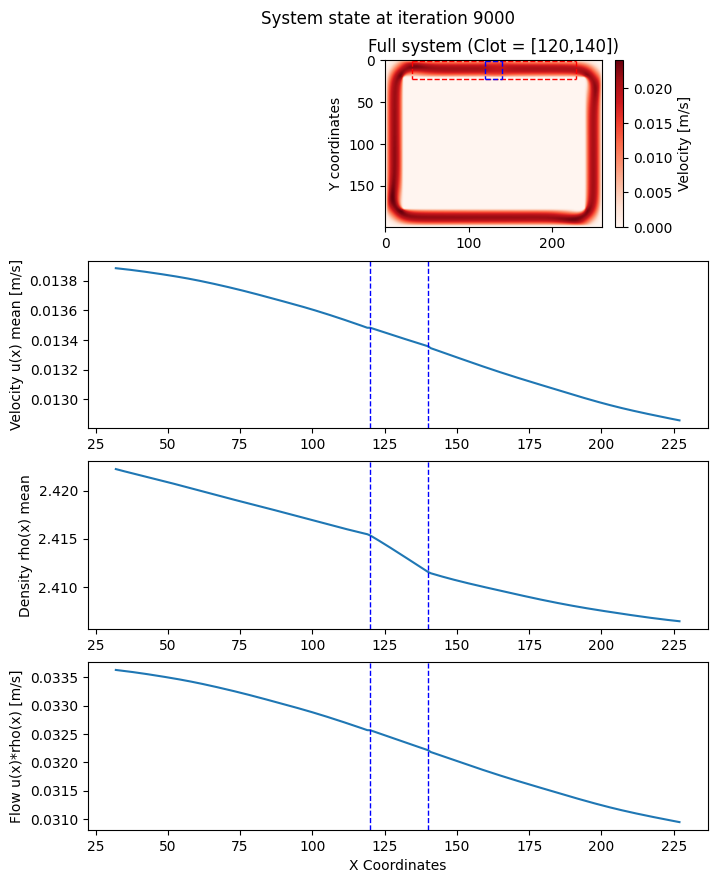 System state at iteration 9000
Full system (Clot = [120,140])
0
50
100
150
Y coordinates
0 100 200
0.020
0.015
0.010
0.005
0.000
Velocity [m/s]
Velocity u(x) mean [m/s]
0.0138
0.0136
0.0134
0.0132
0.0130
25 50 75 100 125 150 175 200 225
Density rho(x) mean
2.420
2.415
2.410
25 50 75 100 125 150 175 200 225
Flow u(x)*rho(x) [m/s]
0.0335
0.0330
0.0325
0.0320
0.0315
0.0310
25 50 75 100 125 150 175 200 225
X Coordinates